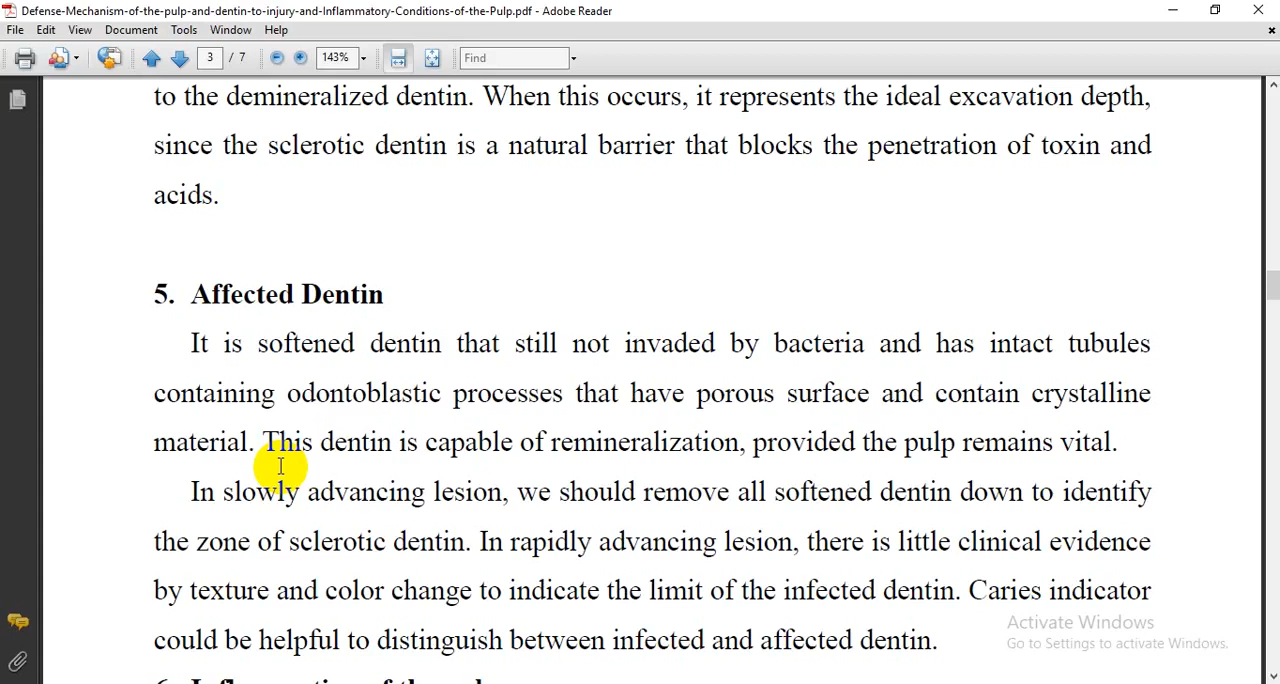 Defense-Mechanism-of-the-pulp-and-dentin-to-injury-and-Inflammatory-Conditions-of-the-Pulp.pdf - Adobe Reader
File Edit View Document Tools Window Help
3 / 7 143% Find
to the demineralized dentin. When this occurs, it represents the ideal excavation depth,
since the sclerotic dentin is a natural barrier that blocks the penetration of toxin and
acids.
5. Affected Dentin
It is softened dentin that still not invaded by bacteria and has intact tubules
containing odontoblastic processes that have porous surface and contain crystalline
material. This dentin is capable of remineralization, provided the pulp remains vital.
In slowly advancing lesion, we should remove all softened dentin down to identify
the zone of sclerotic dentin. In rapidly advancing lesion, there is little clinical evidence
by texture and color change to indicate the limit of the infected dentin. Caries indicator
could be helpful to distinguish between infected and affected dentin.
Activate Windows
Go to Settings to activate Windows.